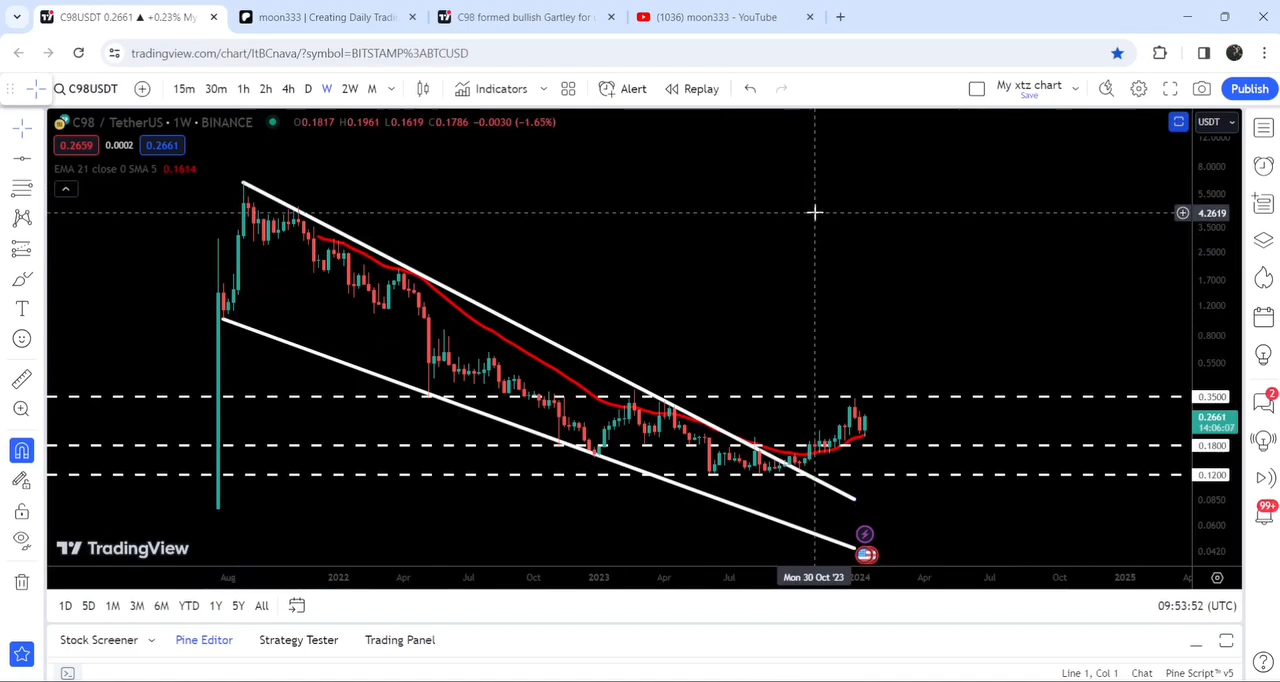 C98USDT 0.2661 ▲ +0.23% My
moon333 | Creating Daily Tradi
C98 formed bullish Gartley for
(1036) moon333 - YouTube
tradingview.com/chart/ItBCnava/?symbol=BITSTAMP%3ABTCUSD
C98USDT 15m 30m 1h 2h 4h D W 2W M Indicators Alert Replay My xtz chart Save Publish
C98 / TetherUS • 1W • BINANCE O0.1817 H0.1961 L0.1619 C0.1786 −0.0030 (−1.65%) USDT
12.0000
0.2659 0.0002 0.2661
EMA 21 close 0 SMA 5 0.1614
8.0000
5.5000
4.2619
3.5000
2.5000
1.7000
1.2000
0.8000
0.5500
0.3500
0.2661
14:06:07
0.1800
0.1200
0.0850
0.0600
0.0420
2
99+
TradingView
Aug 2022 Apr Jul Oct 2023 Apr Jul Mon 30 Oct '23 2024 Apr Jul Oct 2025 Ap
1D 5D 1M 3M 6M YTD 1Y 5Y All 09:53:52 (UTC)
Stock Screener Pine Editor Strategy Tester Trading Panel
Line 1, Col 1 Chat Pine Script™ v5